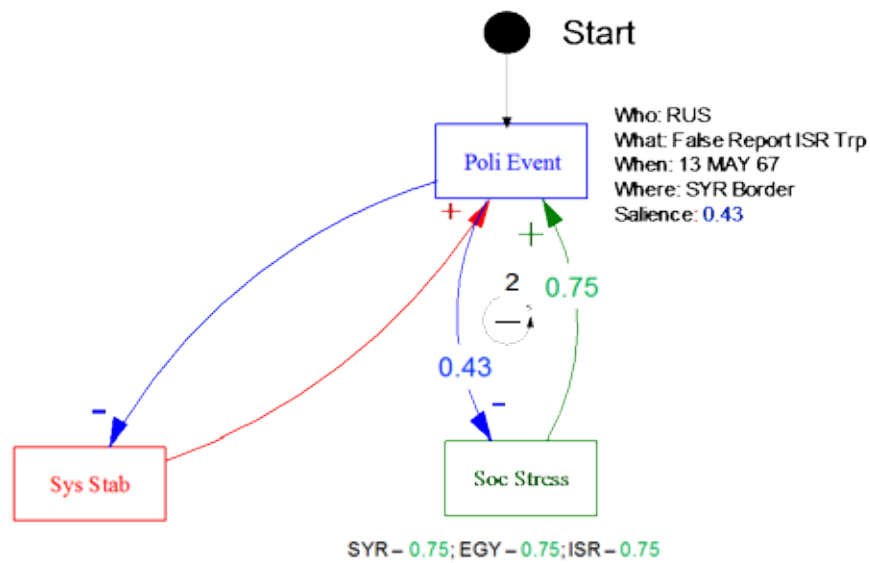 Start
Poli Event
Who: RUS
What: False Report ISR Trp
When: 13 MAY 67
Where: SYR Border
Salience: 0.43
+
+
2
0.75
—
0.43
-
-
Sys Stab
Soc Stress
SYR – 0.75; EGY – 0.75; ISR – 0.75